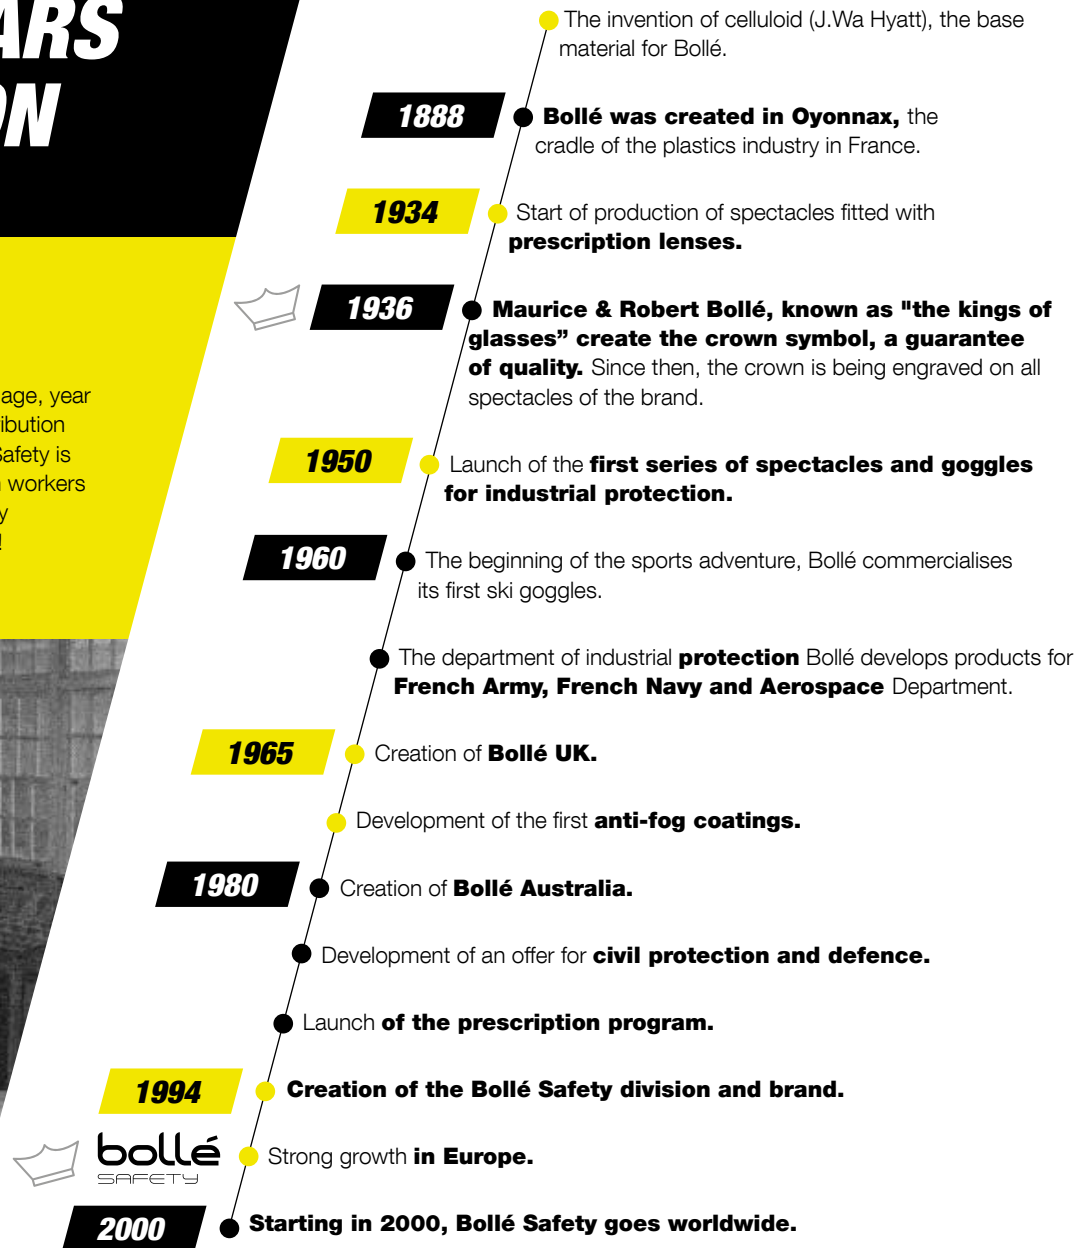 ARS
ON
age, year
ribution
Safety is
workers
y
!
The invention of celluloid (J.Wa Hyatt), the base
material for Bollé.
1888
Bollé was created in Oyonnax, the
cradle of the plastics industry in France.
1934
Start of production of spectacles fitted with
prescription lenses.
1936
Maurice & Robert Bollé, known as "the kings of
glasses” create the crown symbol, a guarantee
of quality. Since then, the crown is being engraved on all
spectacles of the brand.
1950
Launch of the first series of spectacles and goggles
for industrial protection.
1960
The beginning of the sports adventure, Bollé commercialises
its first ski goggles.
The department of industrial protection Bollé develops products for
French Army, French Navy and Aerospace Department.
1965
Creation of Bollé UK.
Development of the first anti-fog coatings.
1980
Creation of Bollé Australia.
Development of an offer for civil protection and defence.
Launch of the prescription program.
1994
Creation of the Bollé Safety division and brand.
bollé
SAFETY
Strong growth in Europe.
2000
Starting in 2000, Bollé Safety goes worldwide.